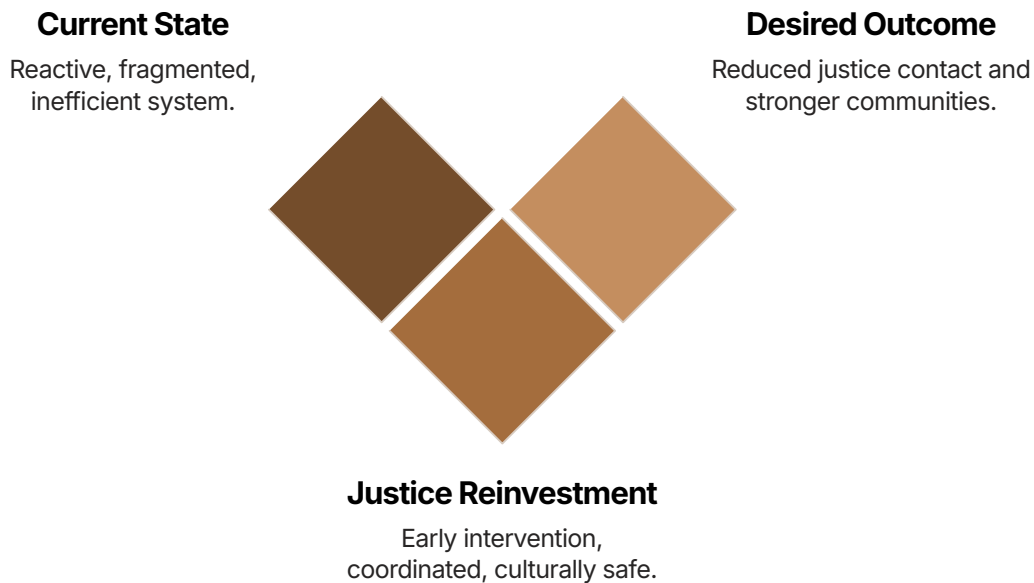 Current State
Reactive, fragmented,
inefficient system.
Desired Outcome
Reduced justice contact and
stronger communities.
Justice Reinvestment
Early intervention,
coordinated, culturally safe.